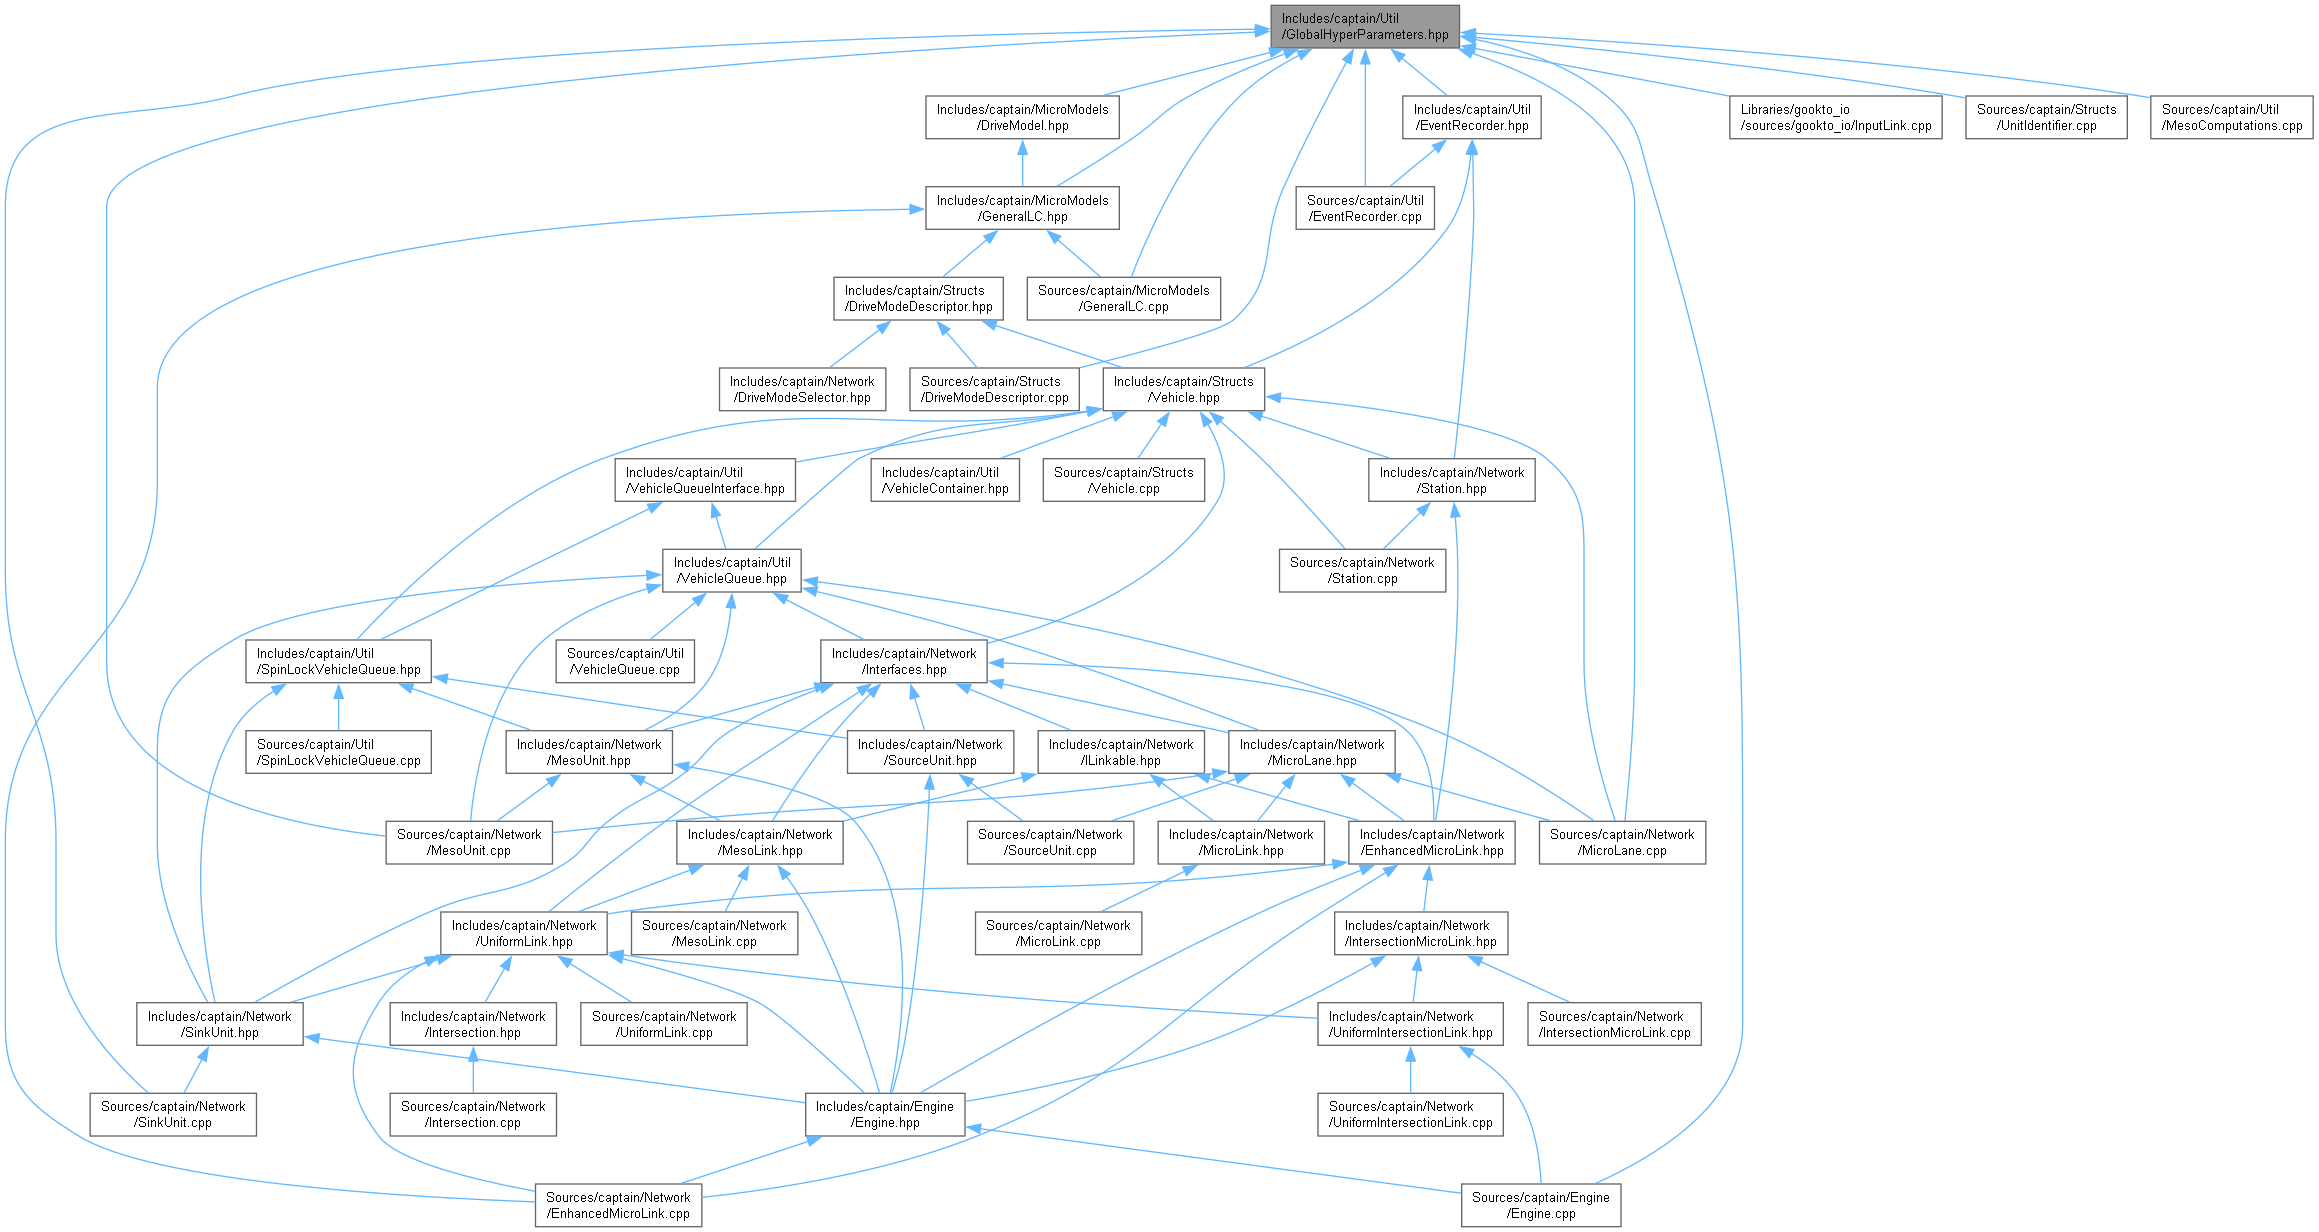 Includes/captain/Util
/GlobalHyperParameters.hpp
Includes/captain/MicroModels
/DriveModel.hpp
Includes/captain/Util
/EventRecorder.hpp
Libraries/gookto_io
/sources/gookto_io/InputLink.cpp
Sources/captain/Structs
/UnitIdentifier.cpp
Sources/captain/Util
/MesoComputations.cpp
Includes/captain/MicroModels
/GeneralLC.hpp
Sources/captain/Util
/EventRecorder.cpp
Includes/captain/Structs
/DriveModeDescriptor.hpp
Sources/captain/MicroModels
/GeneralLC.cpp
Includes/captain/Network
/DriveModeSelector.hpp
Sources/captain/Structs
/DriveModeDescriptor.cpp
Includes/captain/Structs
/Vehicle.hpp
Includes/captain/Util
/VehicleQueueInterface.hpp
Includes/captain/Util
/VehicleContainer.hpp
Sources/captain/Structs
/Vehicle.cpp
Includes/captain/Network
/Station.hpp
Includes/captain/Util
/VehicleQueue.hpp
Sources/captain/Network
/Station.cpp
Includes/captain/Util
/SpinLockVehicleQueue.hpp
Sources/captain/Util
/VehicleQueue.cpp
Includes/captain/Network
/Interfaces.hpp
Sources/captain/Util
/SpinLockVehicleQueue.cpp
Includes/captain/Network
/MesoUnit.hpp
Includes/captain/Network
/SourceUnit.hpp
Includes/captain/Network
/ILinkable.hpp
Includes/captain/Network
/MicroLane.hpp
Sources/captain/Network
/MesoUnit.cpp
Includes/captain/Network
/MesoLink.hpp
Sources/captain/Network
/SourceUnit.cpp
Includes/captain/Network
/MicroLink.hpp
Includes/captain/Network
/EnhancedMicroLink.hpp
Sources/captain/Network
/MicroLane.cpp
Includes/captain/Network
/UniformLink.hpp
Sources/captain/Network
/MesoLink.cpp
Sources/captain/Network
/MicroLink.cpp
Includes/captain/Network
/IntersectionMicroLink.hpp
Includes/captain/Network
/SinkUnit.hpp
Includes/captain/Network
/Intersection.hpp
Sources/captain/Network
/UniformLink.cpp
Includes/captain/Network
/UniformIntersectionLink.hpp
Sources/captain/Network
/IntersectionMicroLink.cpp
Sources/captain/Network
/SinkUnit.cpp
Sources/captain/Network
/Intersection.cpp
Includes/captain/Engine
/Engine.hpp
Sources/captain/Network
/UniformIntersectionLink.cpp
Sources/captain/Network
/EnhancedMicroLink.cpp
Sources/captain/Engine
/Engine.cpp